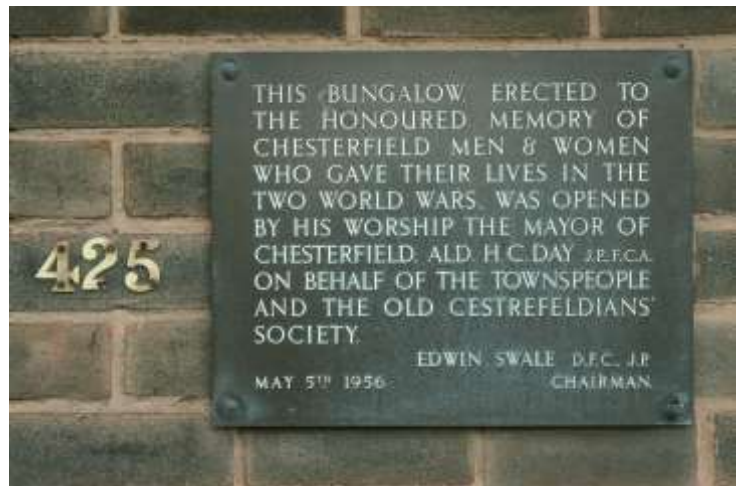 425
THIS BUNGALOW ERECTED TO
THE HONOURED MEMORY OF
CHESTERFIELD MEN & WOMEN
WHO GAVE THEIR LIVES IN THE
TWO WORLD WARS, WAS OPENED
BY HIS WORSHIP THE MAYOR OF
CHESTERFIELD, ALD. H.C.DAY J.P.,F.C.A.
ON BEHALF OF THE TOWNSPEOPLE
AND THE OLD CESTREFELDIANS'
SOCIETY.
EDWIN SWALE D.F.C., J.P.
MAY 5TH 1956 CHAIRMAN